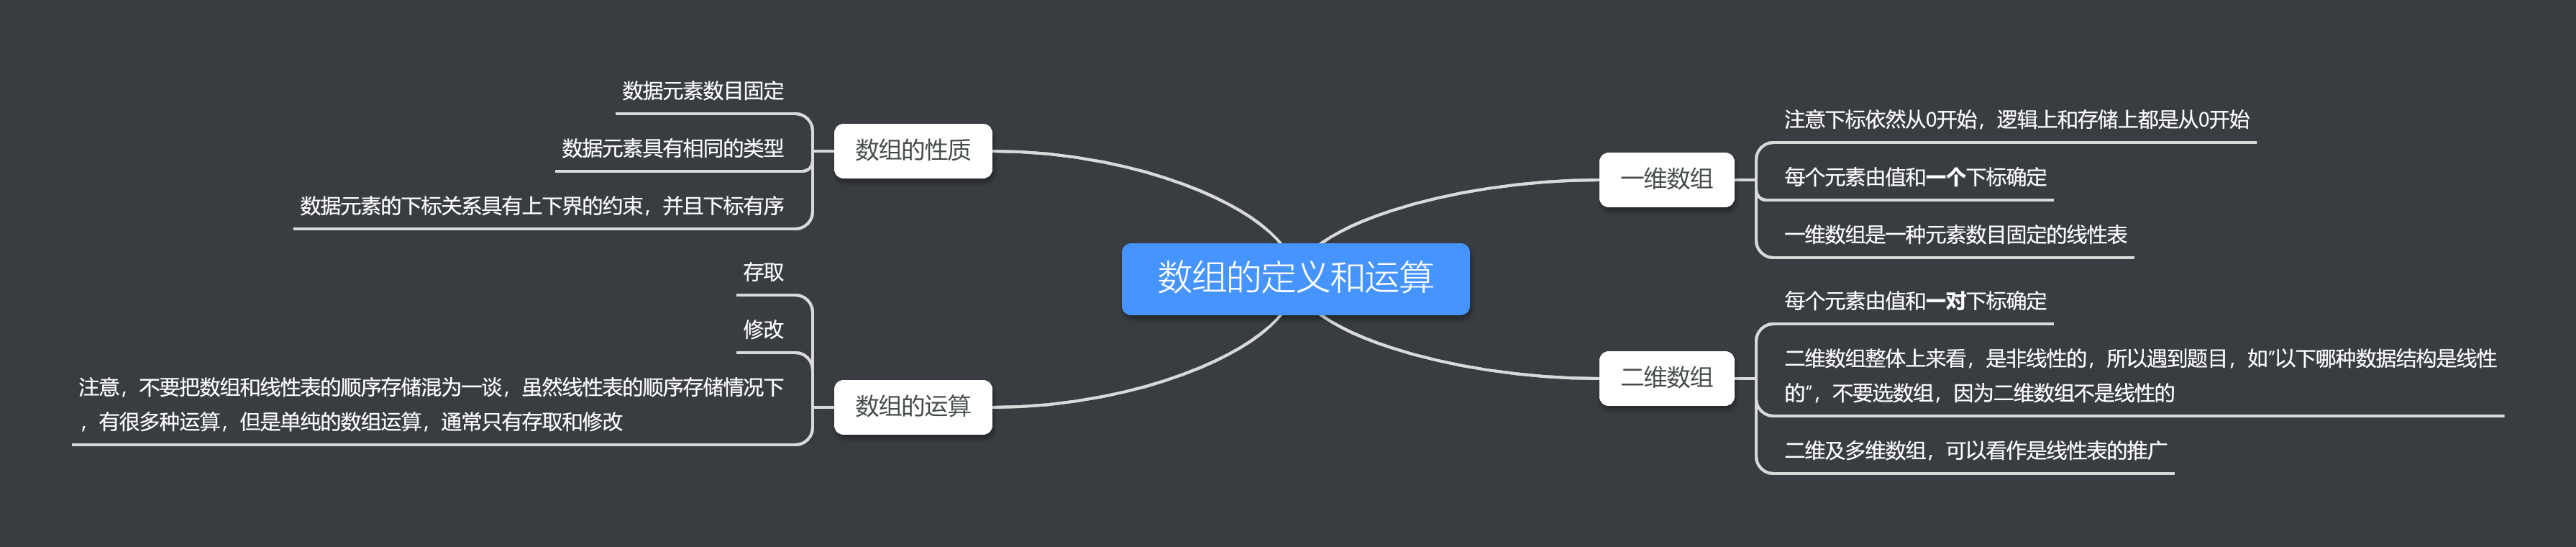 数组的定义和运算
一维数组
注意下标依然从0开始，逻辑上和存储上都是从0开始
每个元素由值和一个下标确定
一维数组是一种元素数目固定的线性表
二维数组
每个元素由值和一对下标确定
二维数组整体上来看，是非线性的，所以遇到题目，如"以下哪种数据结构是线性
的"，不要选数组，因为二维数组不是线性的
二维及多维数组，可以看作是线性表的推广
数组的性质
数据元素数目固定
数据元素具有相同的类型
数据元素的下标关系具有上下界的约束，并且下标有序
数组的运算
存取
修改
注意，不要把数组和线性表的顺序存储混为一谈，虽然线性表的顺序存储情况下
，有很多种运算，但是单纯的数组运算，通常只有存取和修改